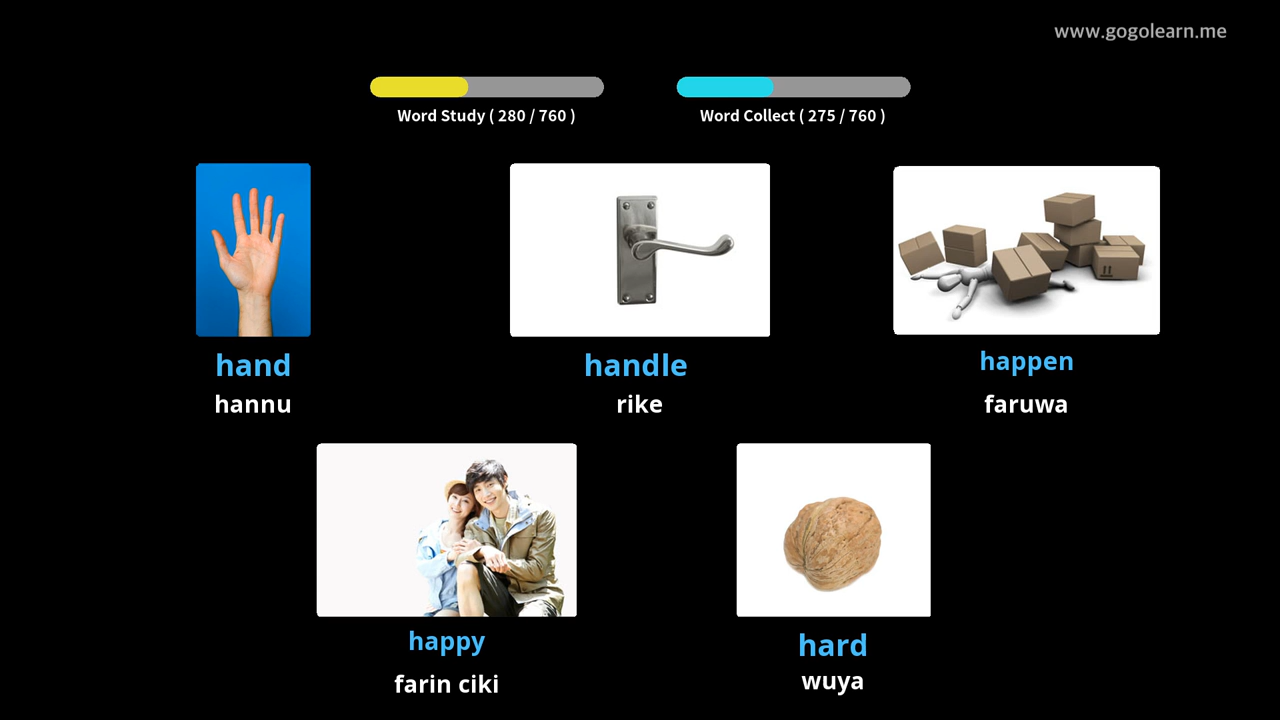 www.gogolearn.me
Word Study ( 280 / 760 )
Word Collect ( 275 / 760 )
hand
hannu
handle
rike
happen
faruwa
happy
farin ciki
hard
wuya